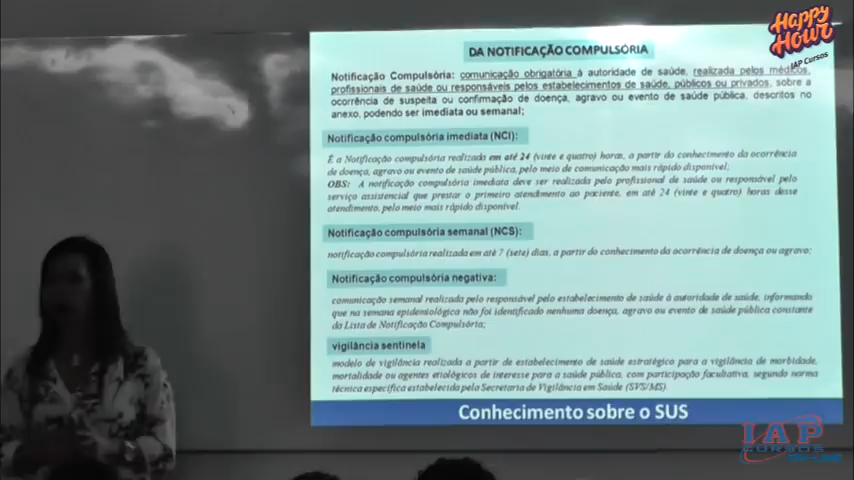 HAPPY
HOUR
IAP Cursos
DA NOTIFICAÇÃO COMPULSÓRIA
Notificação Compulsória: comunicação obrigatória à autoridade de saúde, realizada pelos médicos,
profissionais de saúde ou responsáveis pelos estabelecimentos de saúde, públicos ou privados, sobre a
ocorrência de suspeita ou confirmação de doença, agravo ou evento de saúde pública, descritos no
anexo, podendo ser imediata ou semanal;
Notificação compulsória imediata (NCI):
É a Notificação compulsória realizada em até 24 (vinte e quatro) horas, a partir do conhecimento da ocorrência
de doença, agravo ou evento de saúde pública, pelo meio de comunicação mais rápido disponível;
OBS: A notificação compulsória imediata deve ser realizada pelo profissional de saúde ou responsável pelo
serviço assistencial que prestar o primeiro atendimento ao paciente, em até 24 (vinte e quatro) horas desse
atendimento, pelo meio mais rápido disponível.
Notificação compulsória semanal (NCS):
notificação compulsória realizada em até 7 (sete) dias, a partir do conhecimento da ocorrência de doença ou agravo;
Notificação compulsória negativa:
comunicação semanal realizada pelo responsável pelo estabelecimento de saúde à autoridade de saúde, informando
que na semana epidemiológica não foi identificado nenhuma doença, agravo ou evento de saúde pública constante
da Lista de Notificação Compulsória;
vigilância sentinela
modelo de vigilância realizada a partir de estabelecimento de saúde estratégico para a vigilância de morbidade,
mortalidade ou agentes etiológicos de interesse para a saúde pública, com participação facultativa, segundo norma
técnica específica estabelecida pela Secretaria de Vigilância em Saúde (SVS/MS).
Conhecimento sobre o SUS
IAP
CURSOS
ON-LINE